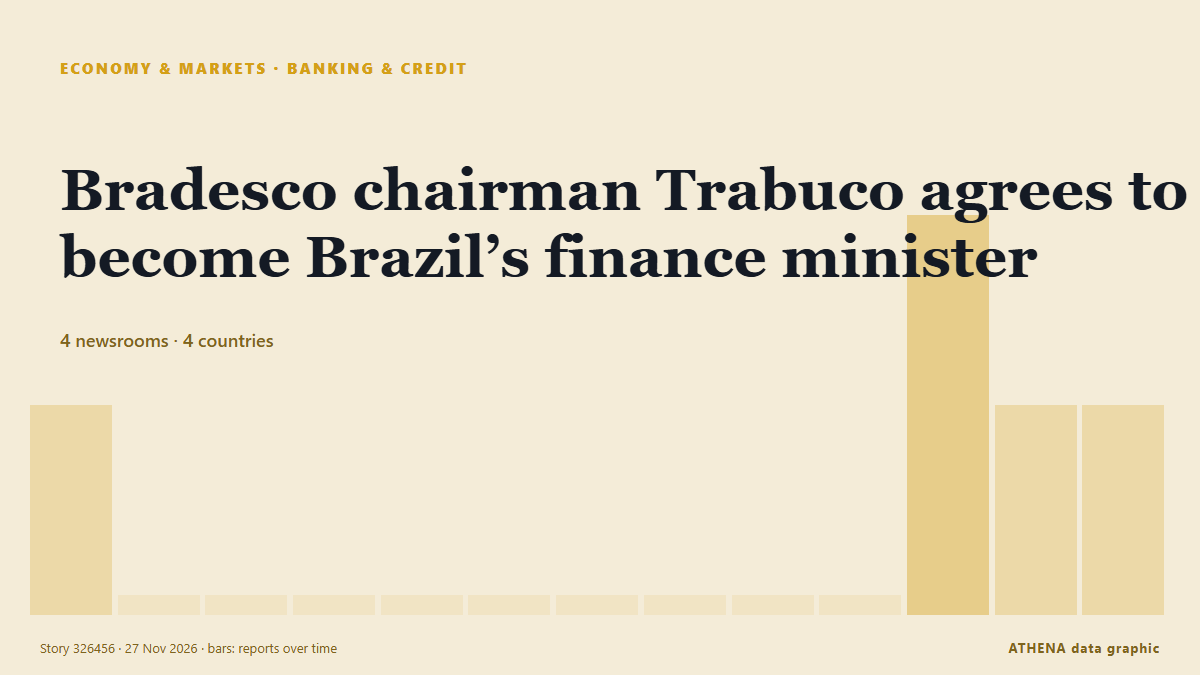 ECONOMY & MARKETS · BANKING & CREDIT
Bradesco chairman Trabuco agrees to
become Brazil’s finance minister
4 newsrooms · 4 countries
Story 326456 · 27 Nov 2026 · bars: reports over time
ATHENA data graphic